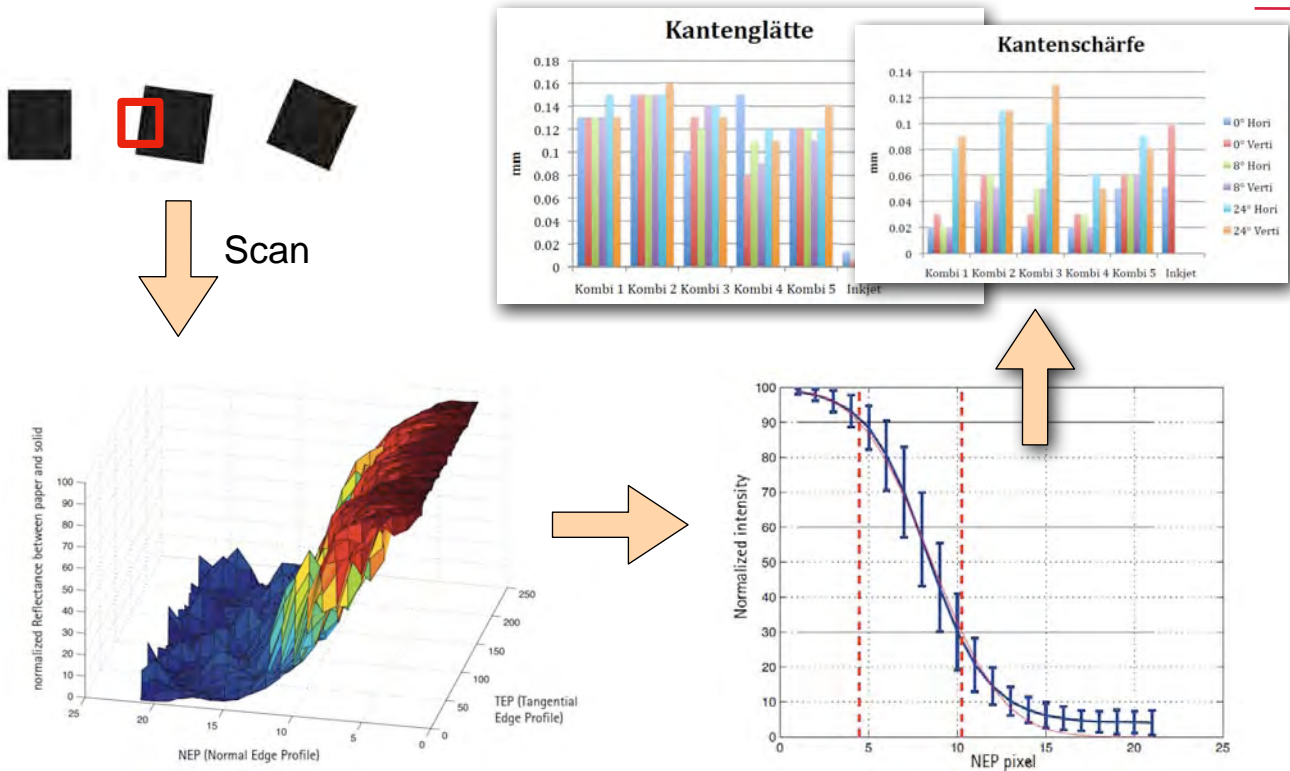 Kantenglätte
0.18
0.16
0.14
0.12
0.1
0.08
0.06
0.04
0.02
0
mm
Kombi 1 Kombi 2 Kombi 3 Kombi 4 Kombi 5 Inkjet
Kantenschärfe
0.14
0.12
0.1
0.08
0.06
0.04
0.02
0
mm
Kombi 1 Kombi 2 Kombi 3 Kombi 4 Kombi 5 Inkjet
0° Hori
0° Verti
8° Hori
8° Verti
24° Hori
24° Verti
Scan
normalized Reflectance between paper and solid
100
90
80
70
60
50
40
30
20
10
0
25
20
15
10
5
0
NEP (Normal Edge Profile)
250
200
150
100
50
0
TEP (Tangential
Edge Profile)
Normalized intensity
100
90
80
70
60
50
40
30
20
10
0
0 5 10 15 20 25
NEP pixel